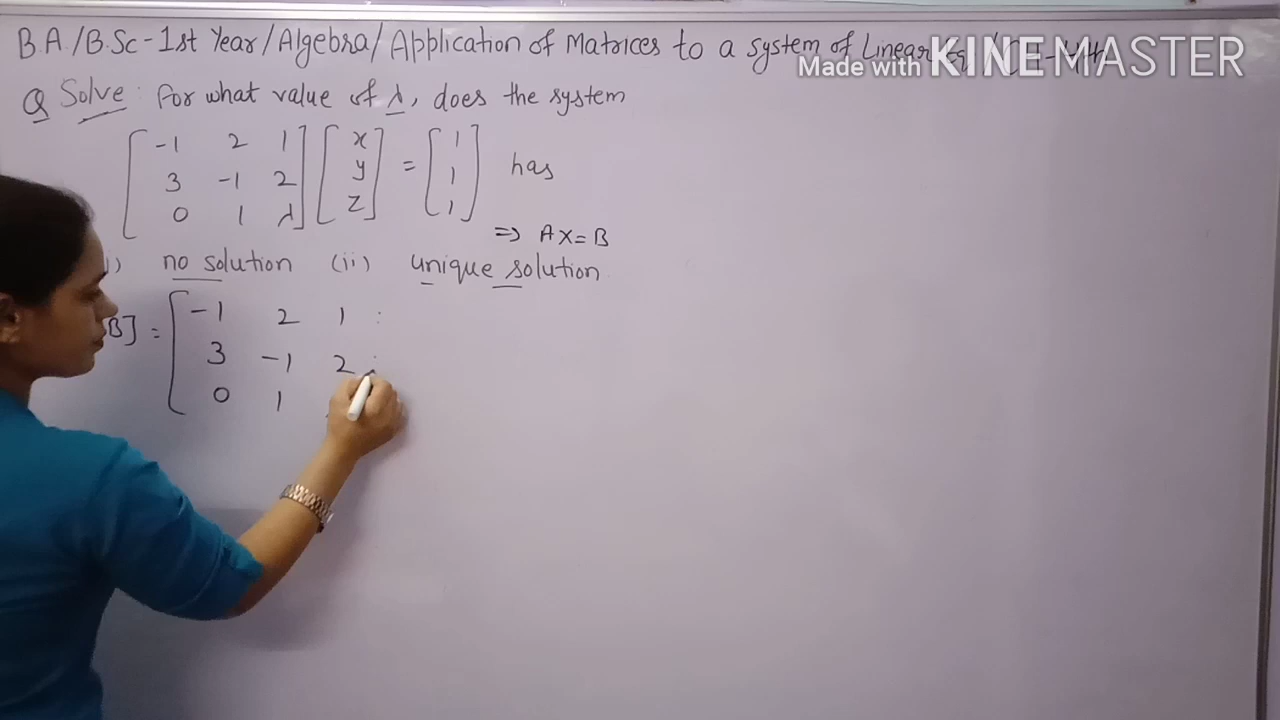 B.A./B.Sc-1st Year/Algebra/Application of Matrices to a system of Linear
Made with KINEMASTER
Q Solve: For what value of λ, does the system
[-1 2 1] [x] = [1]
[3 -1 2] [y] [1] has
[0 1 λ] [z] [1]
⇒ AX=B
) no solution (ii) unique solution
B] = [-1 2 1 :
3 -1 2 :
0 1